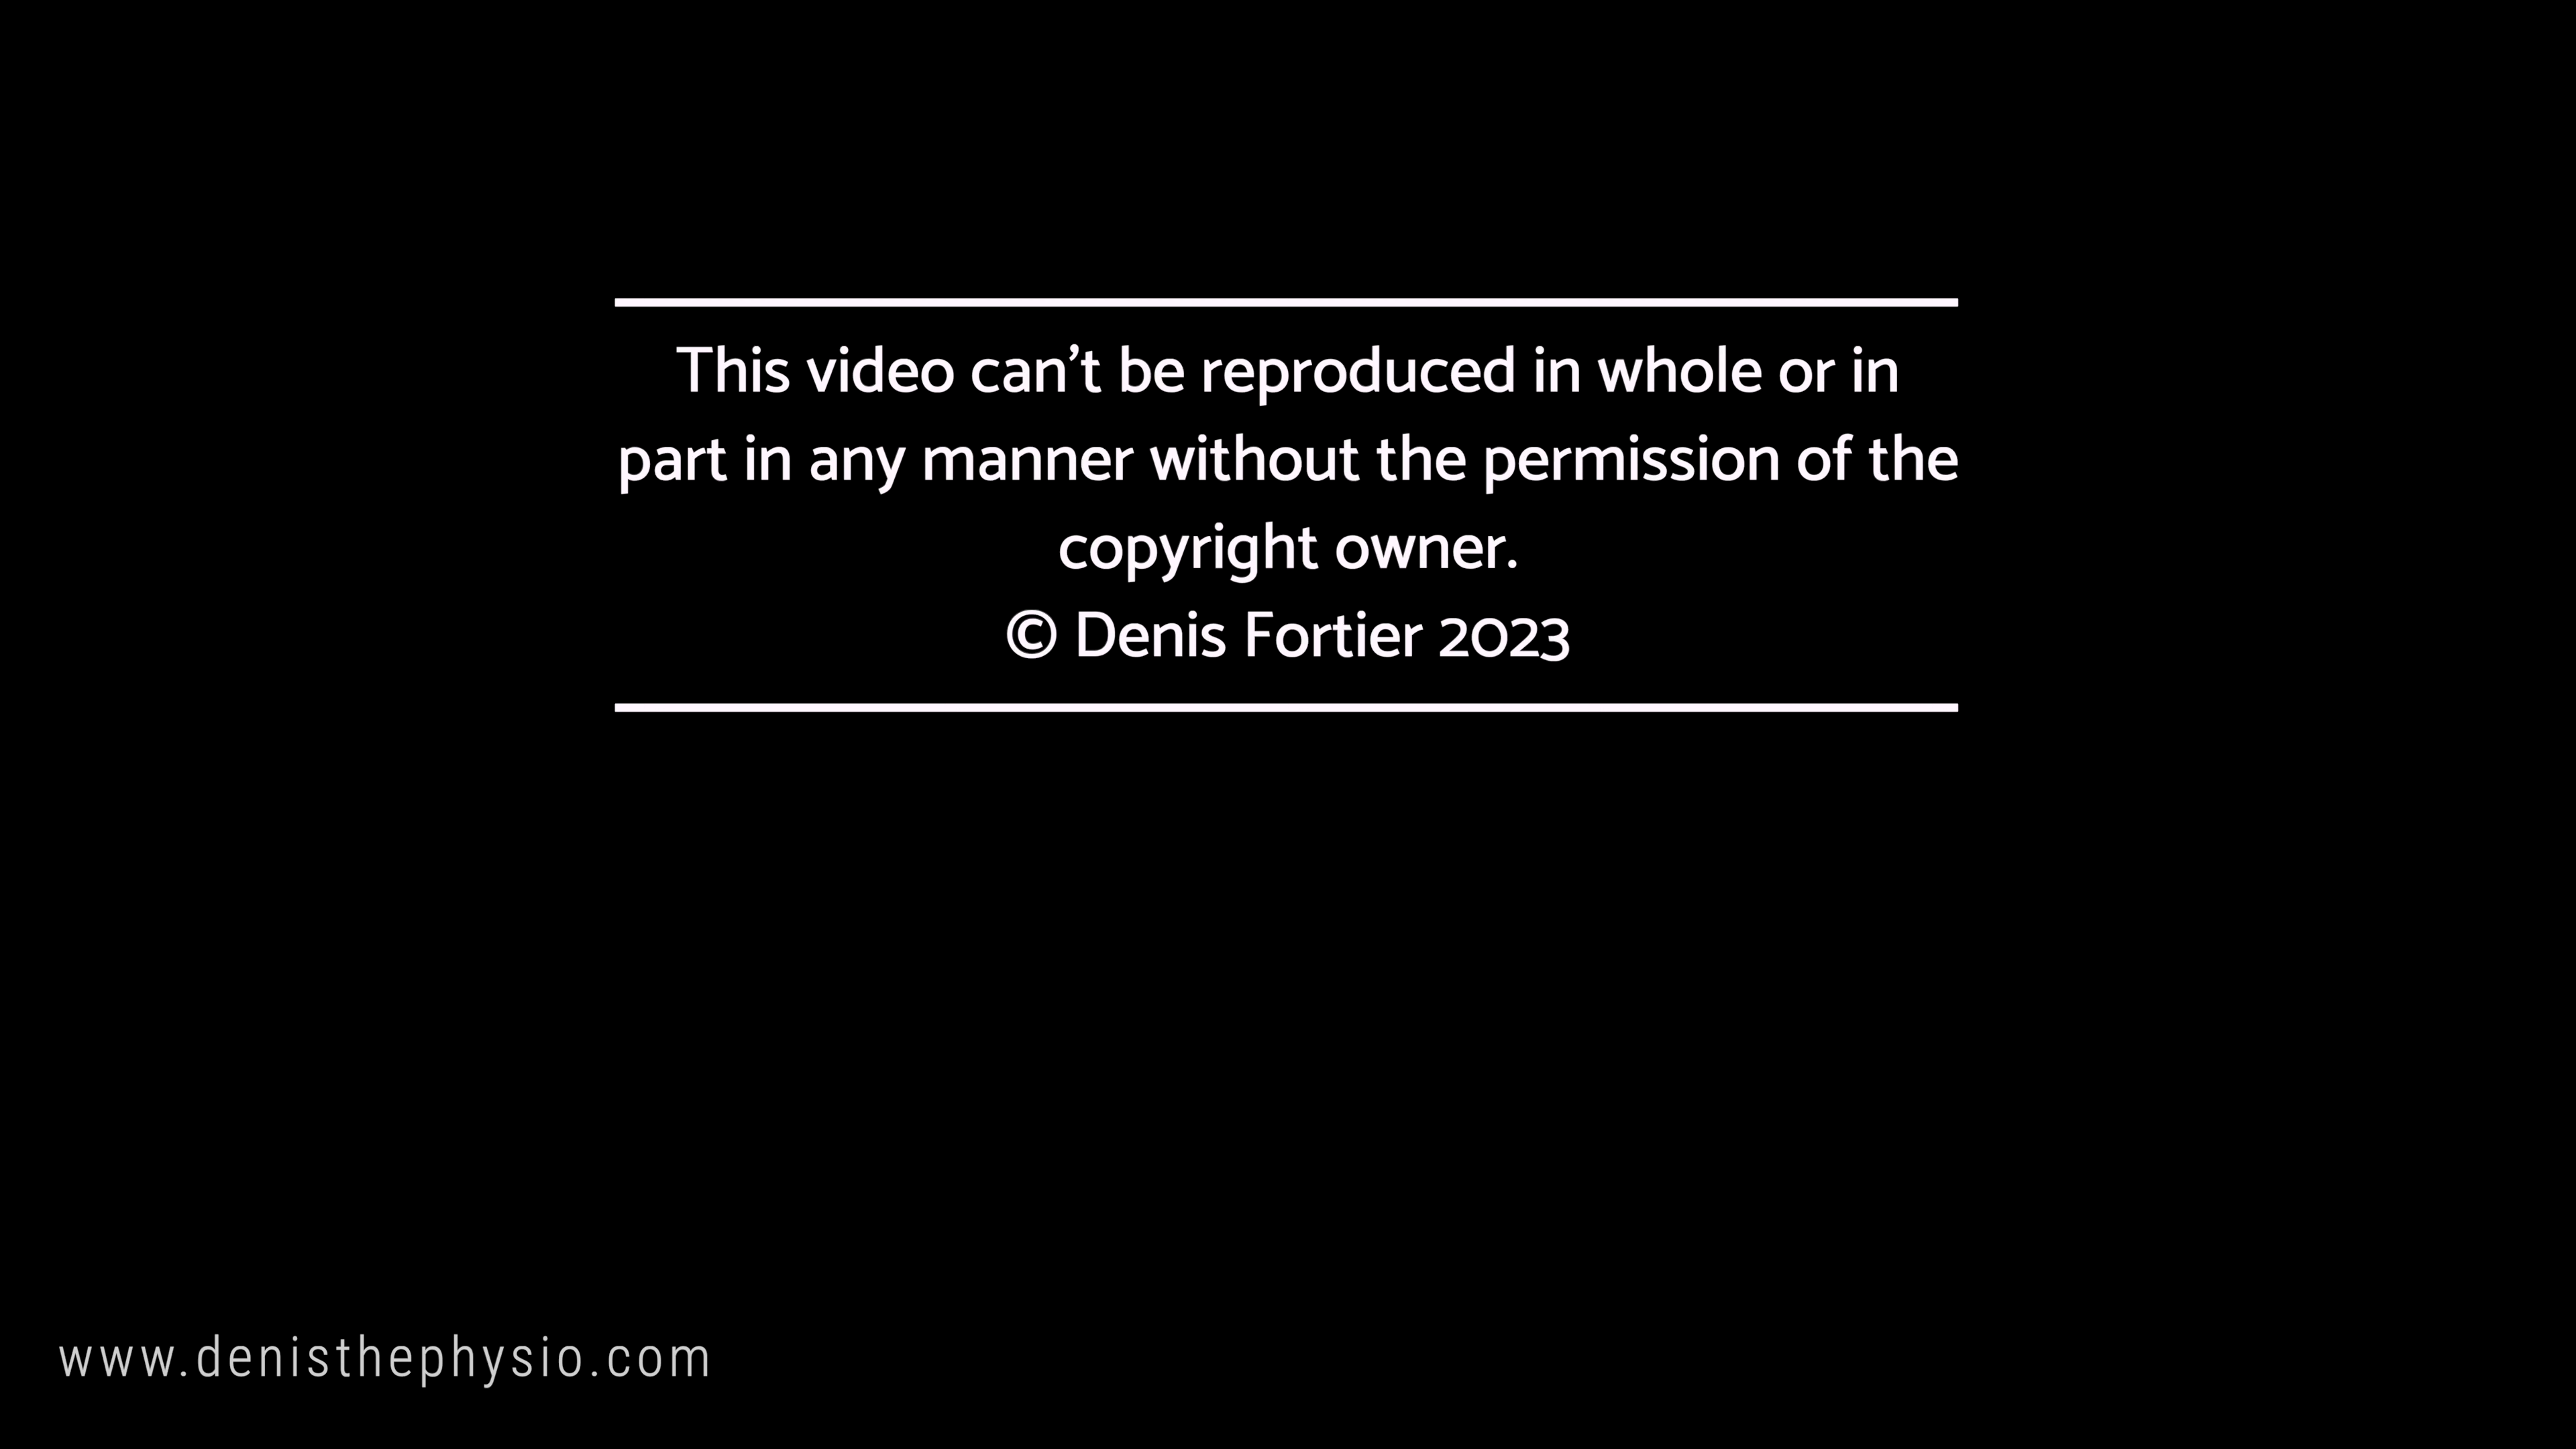 This video can't be reproduced in whole or in
part in any manner without the permission of the
copyright owner.
© Denis Fortier 2023
www.denisthephysio.com